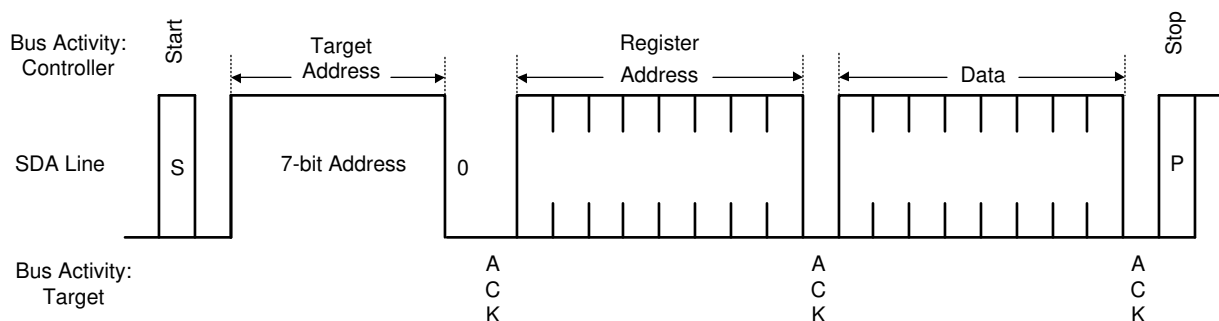 Bus Activity:
Controller
Start
Target
Address
Register
Address
Data
Stop
SDA Line
S
7-bit Address
0
P
Bus Activity:
Target
A
C
K
A
C
K
A
C
K